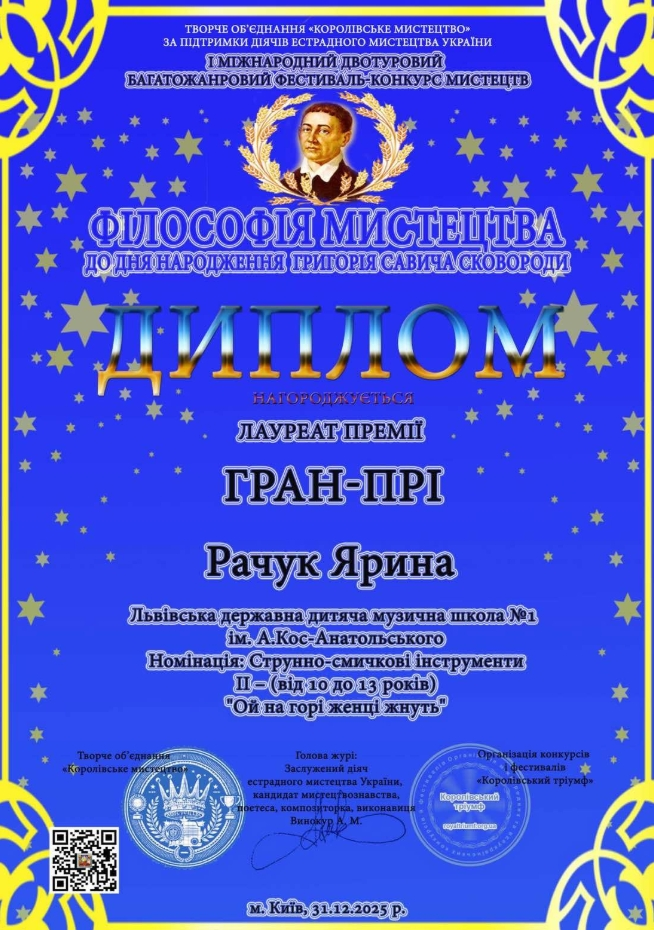 ТВОРЧЕ ОБ'ЄДНАННЯ «КОРОЛІВСЬКЕ МИСТЕЦТВО»
ЗА ПІДТРИМКИ ДІЯЧІВ ЕСТРАДНОГО МИСТЕЦТВА УКРАЇНИ
І МІЖНАРОДНИЙ ДВОТУРОВИЙ
БАГАТОЖАНРОВИЙ ФЕСТИВАЛЬ-КОНКУРС МИСТЕЦТВ
ФІЛОСОФІЯ МИСТЕЦТВА
ДО ДНЯ НАРОДЖЕННЯ ГРИГОРІЯ САВИЧА СКОВОРОДИ
ДИПЛОМ
НАГОРОДЖУЄТЬСЯ
ЛАУРЕАТ ПРЕМІЇ
ГРАН-ПРІ
Рачук Ярина
Львівська державна дитяча музична школа №1
ім. А.Кос-Анатольського
Номінація: Струнно-смичкові інструменти
ІІ – (від 10 до 13 років)
"Ой на горі женці жнуть"
Творче об'єднання
«Королівське мистецтво»
Голова журі:
Заслужений діяч
естрадного мистецтва України,
кандидат мистецтвознавства,
поетеса, композиторка, виконавиця
Винокур А. М.
Організація конкурсів
і фестивалів
«Королівський тріумф»
Королівський
тріумф
royaltriumf.org.ua
м. Київ, 31.12.2025 р.